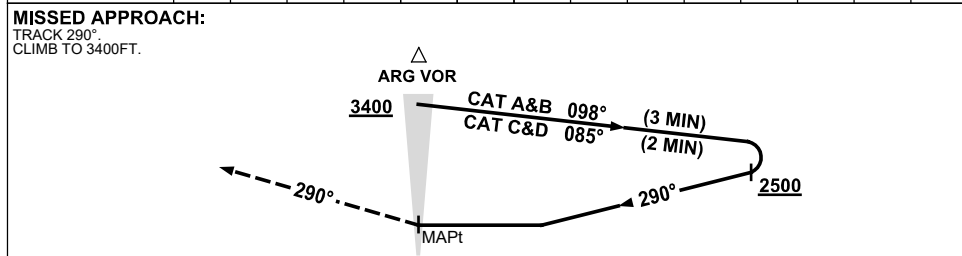 MISSED APPROACH:
TRACK 290°.
CLIMB TO 3400FT.
ARG VOR
3400
CAT A&B 098° (3 MIN)
CAT C&D 085° (2 MIN)
290°
290°
2500
MAPt